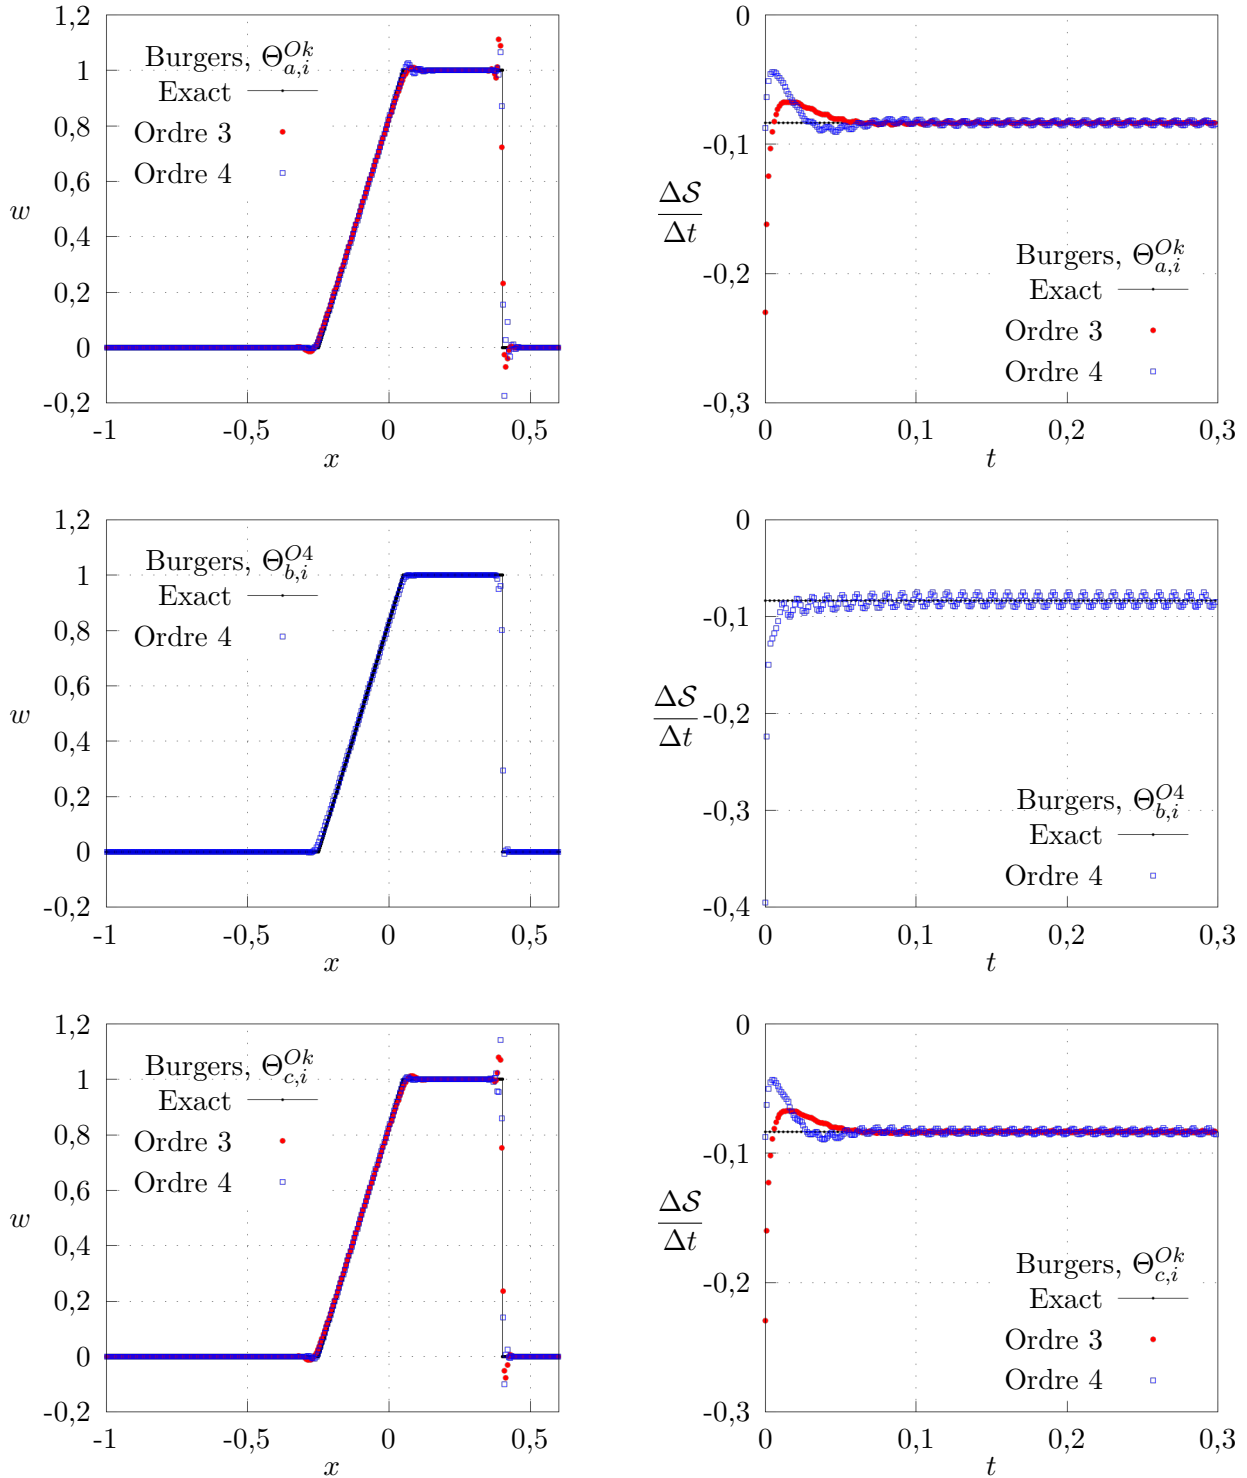 1,2
1
0,8
0,6
0,4
0,2
0
-0,2
w
Burgers, Θ_{a,i}^{Ok}
Exact
Ordre 3
Ordre 4
-1 -0,5 0 0,5
x
0
-0,1
-0,2
-0,3
ΔS
Δt
Burgers, Θ_{a,i}^{Ok}
Exact
Ordre 3
Ordre 4
0 0,1 0,2 0,3
t
1,2
1
0,8
0,6
0,4
0,2
0
-0,2
w
Burgers, Θ_{b,i}^{O4}
Exact
Ordre 4
-1 -0,5 0 0,5
x
0
-0,1
-0,2
-0,3
-0,4
ΔS
Δt
Burgers, Θ_{b,i}^{O4}
Exact
Ordre 4
0 0,1 0,2 0,3
t
1,2
1
0,8
0,6
0,4
0,2
0
-0,2
w
Burgers, Θ_{c,i}^{Ok}
Exact
Ordre 3
Ordre 4
-1 -0,5 0 0,5
x
0
-0,1
-0,2
-0,3
ΔS
Δt
Burgers, Θ_{c,i}^{Ok}
Exact
Ordre 3
Ordre 4
0 0,1 0,2 0,3
t